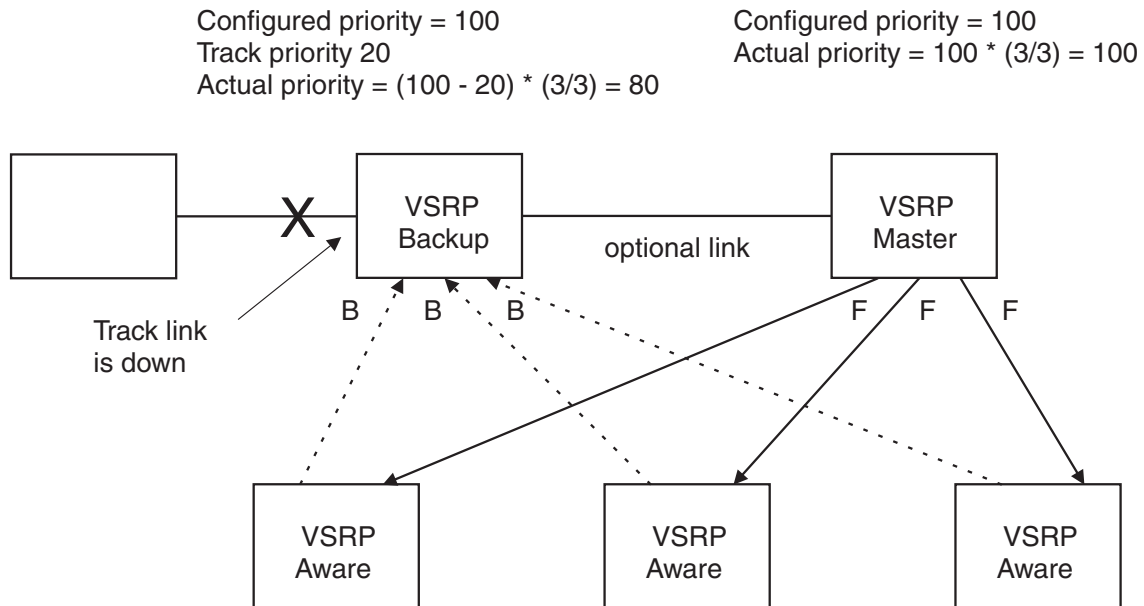 Configured priority = 100
Track priority 20
Actual priority = (100 - 20) * (3/3) = 80
Configured priority = 100
Actual priority = 100 * (3/3) = 100
X
VSRP
Backup
optional link
VSRP
Master
Track link
is down
B B B
F F F
VSRP
Aware
VSRP
Aware
VSRP
Aware